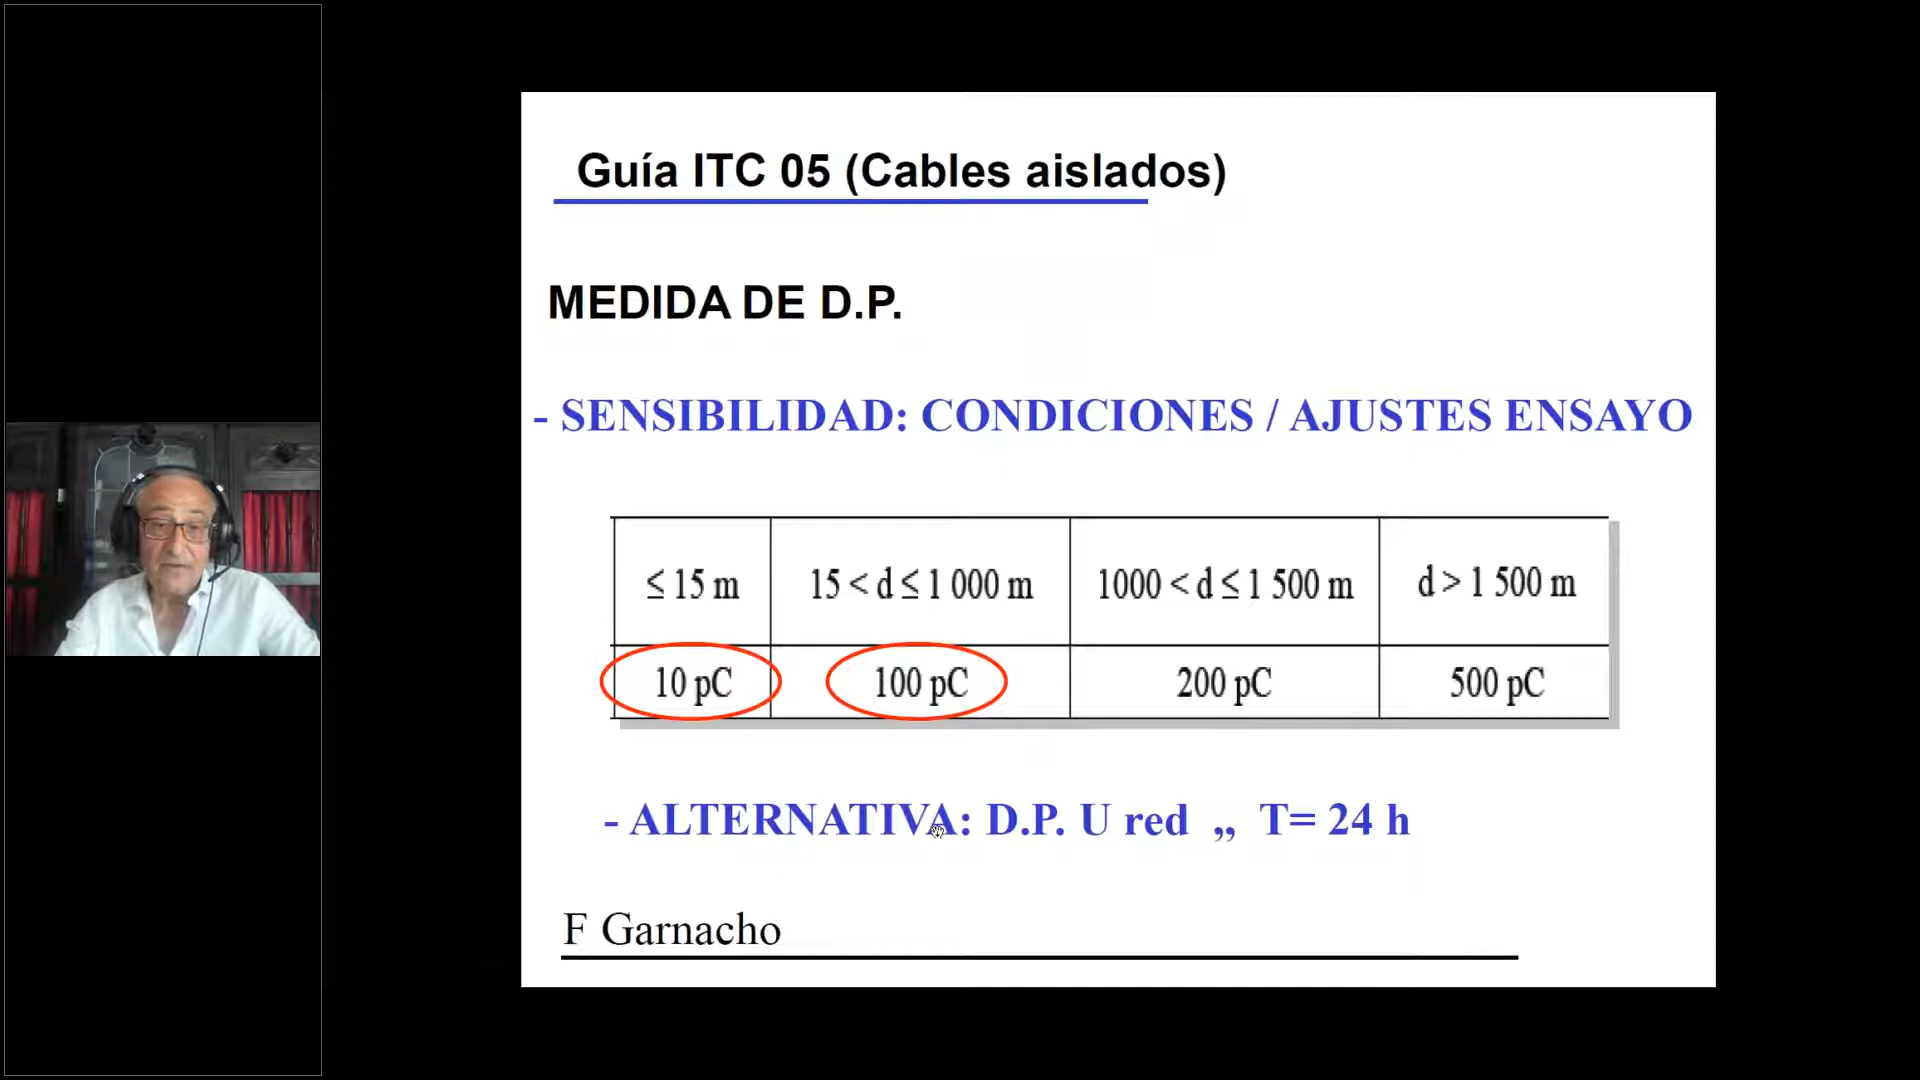 Guía ITC 05 (Cables aislados)
MEDIDA DE D.P.
- SENSIBILIDAD: CONDICIONES / AJUSTES ENSAYO
≤ 15 m 15 < d ≤ 1 000 m 1000 < d ≤ 1 500 m d > 1 500 m
10 pC 100 pC 200 pC 500 pC
- ALTERNATIVA: D.P. U red ,, T= 24 h
F Garnacho